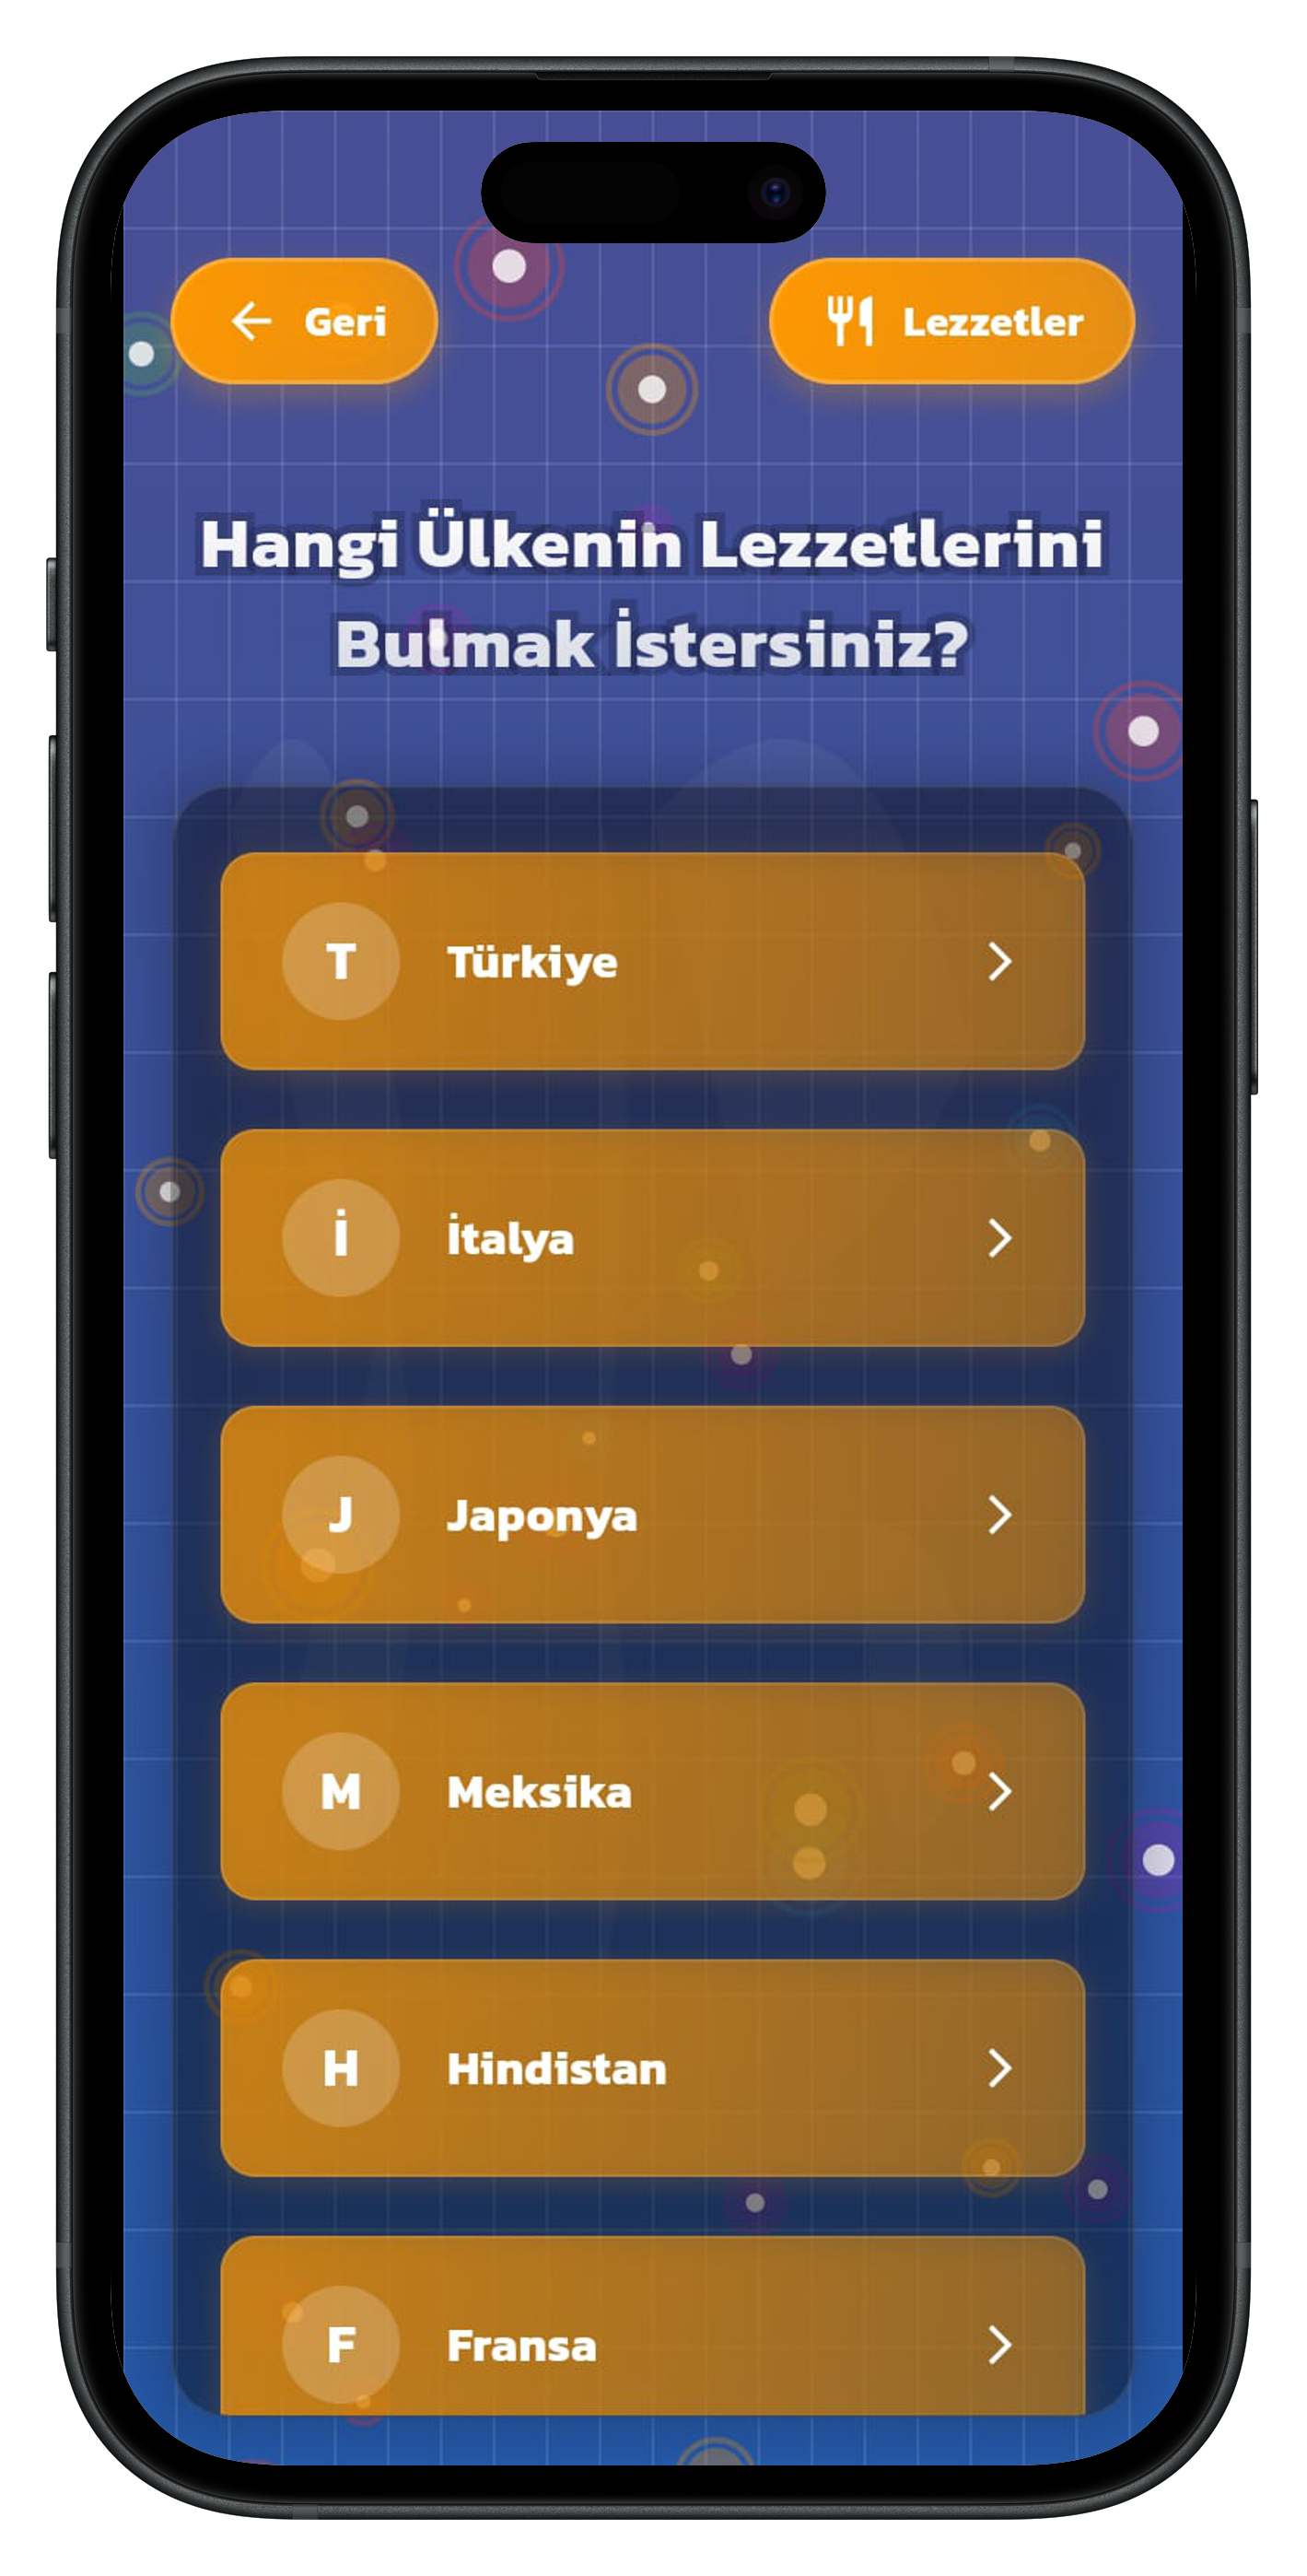 Geri
Lezzetler
Hangi Ülkenin Lezzetlerini
Bulmak İstersiniz?
T Türkiye
İ İtalya
J Japonya
M Meksika
H Hindistan
F Fransa